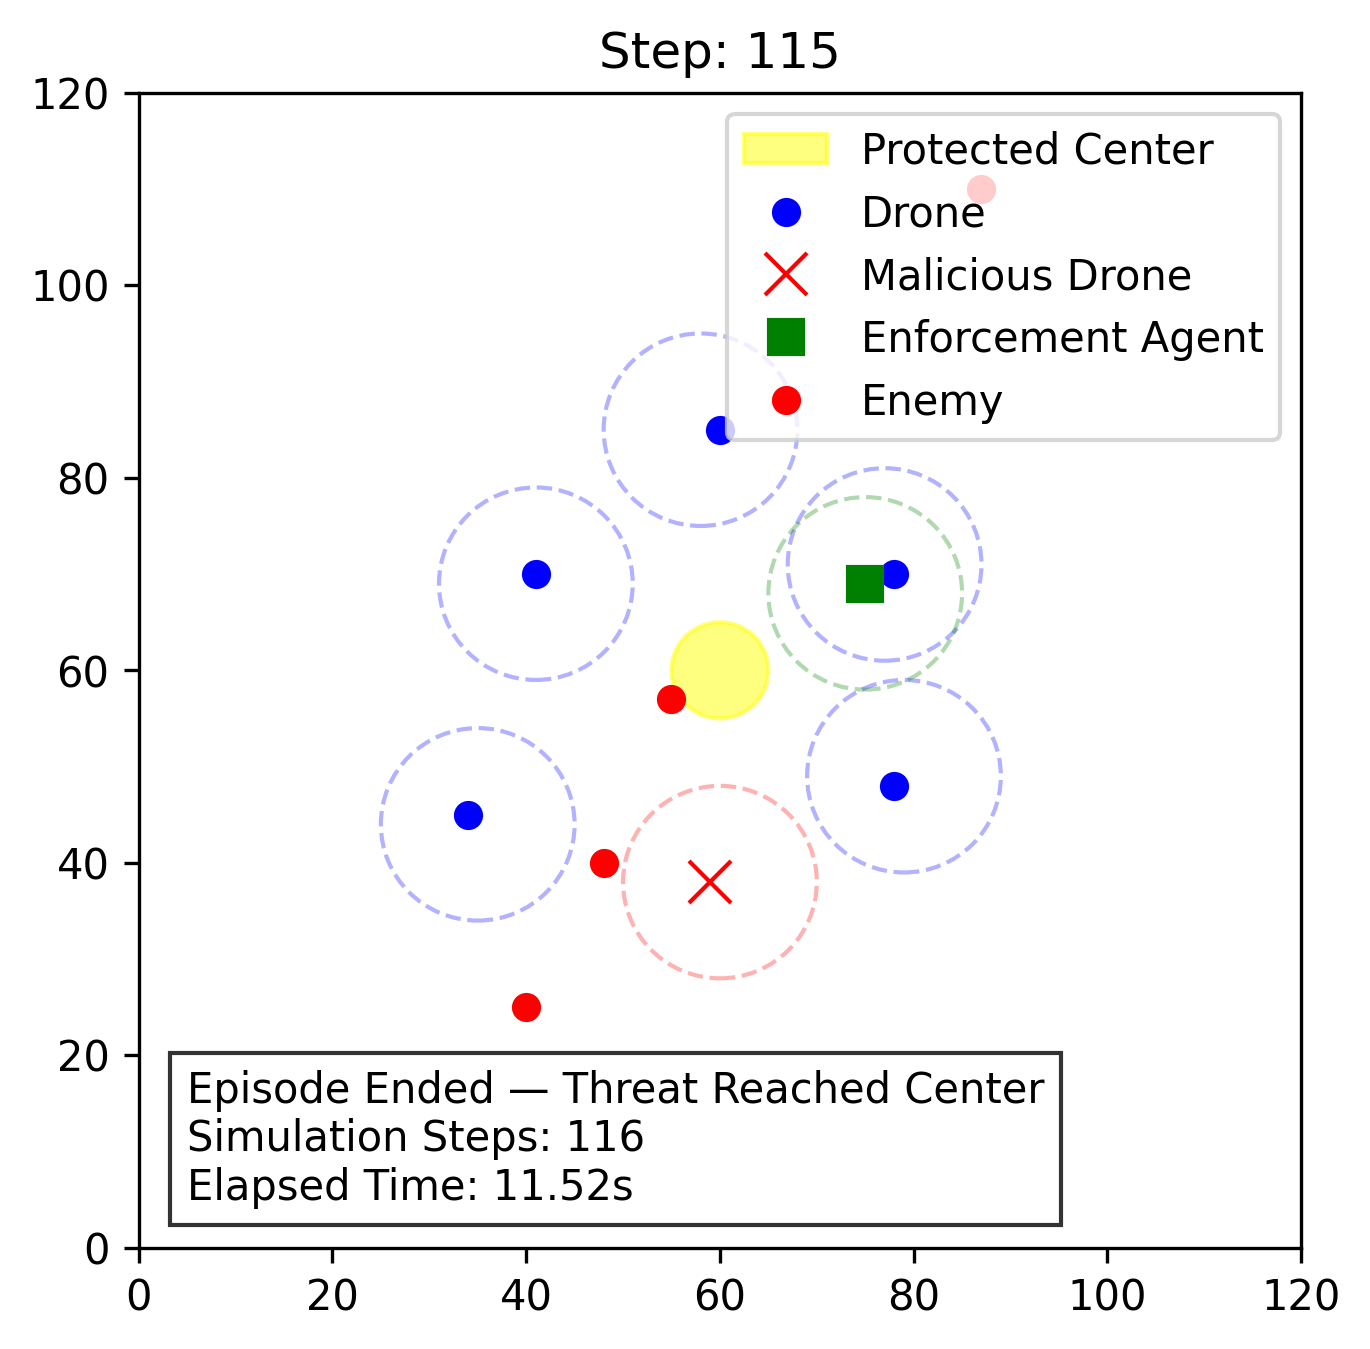 Step: 115
120
100
80
60
40
20
0
Protected Center
Drone
Malicious Drone
Enforcement Agent
Enemy
Episode Ended — Threat Reached Center
Simulation Steps: 116
Elapsed Time: 11.52s
0 20 40 60 80 100 120